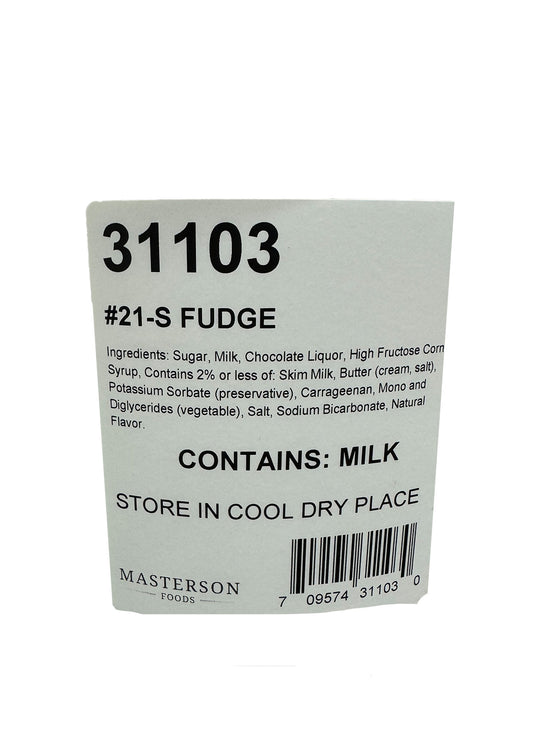 31103
#21-S FUDGE
Ingredients: Sugar, Milk, Chocolate Liquor, High Fructose Corn
Syrup, Contains 2% or less of: Skim Milk, Butter (cream, salt),
Potassium Sorbate (preservative), Carrageenan, Mono and
Diglycerides (vegetable), Salt, Sodium Bicarbonate, Natural
Flavor.
CONTAINS: MILK
STORE IN COOL DRY PLACE
MASTERSON
FOODS
7 09574 31103 0